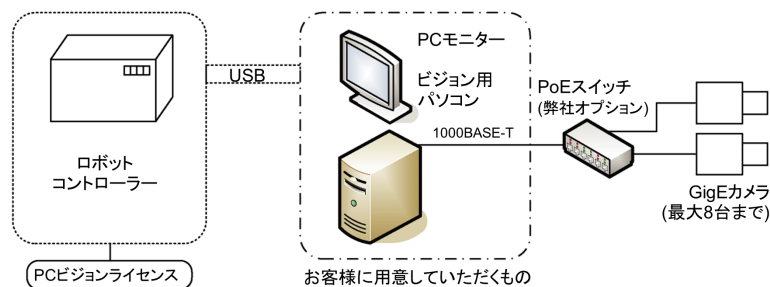 ロボット
コントローラー
PCビジョンライセンス
USB
PCモニター
ビジョン用
パソコン
1000BASE-T
お客様に用意していただくもの
PoEスイッチ
(弊社オプション)
GigEカメラ
(最大8台まで)